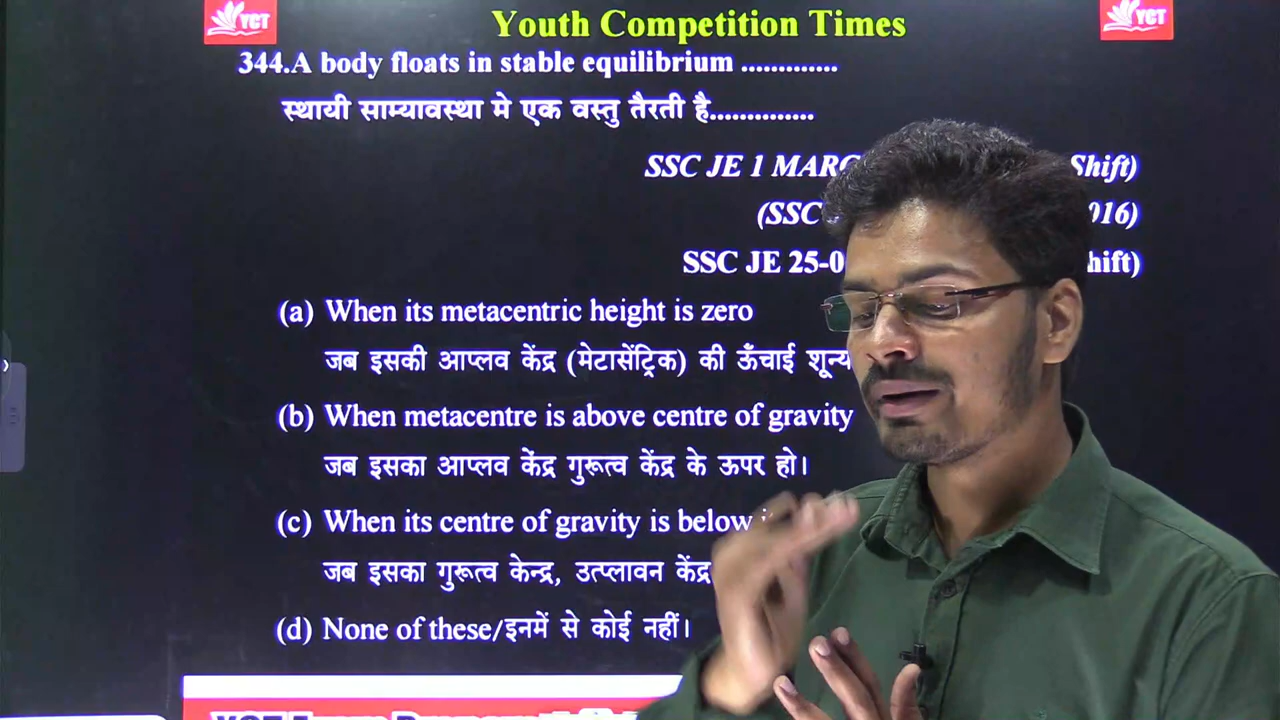 YCT
Youth Competition Times
YCT
344.A body floats in stable equilibrium .............
स्थायी साम्यावस्था मे एक वस्तु तैरती है..............
SSC JE 1 MARC Shift)
(SSC 016)
SSC JE 25-0 hift)
(a) When its metacentric height is zero
जब इसकी आप्लव केंद्र (मेटासेंट्रिक) की ऊँचाई शून्य
(b) When metacentre is above centre of gravity
जब इसका आप्लव केंद्र गुरूत्व केंद्र के ऊपर हो।
(c) When its centre of gravity is below
जब इसका गुरूत्व केन्द्र, उत्प्लावन केंद्र
(d) None of these/इनमें से कोई नहीं।